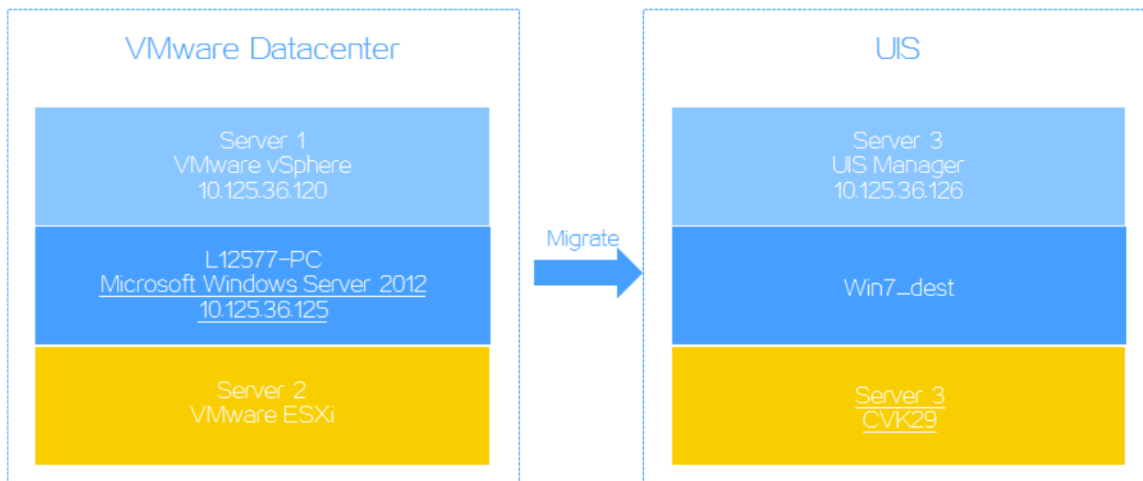 VMware Datacenter
Server 1
VMware vSphere
10.125.36.120
L12577-PC
Microsoft Windows Server 2012
10.125.36.125
Server 2
VMware ESXi
Migrate
UIS
Server 3
UIS Manager
10.125.36.126
Win7_dest
Server 3
CVK29